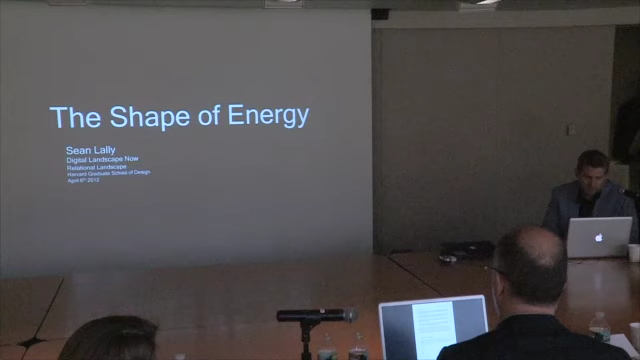 The Shape of Energy
Sean Lally
Digital Landscape Now
Relational Landscape
Harvard Graduate School of Design
April 6th 2012